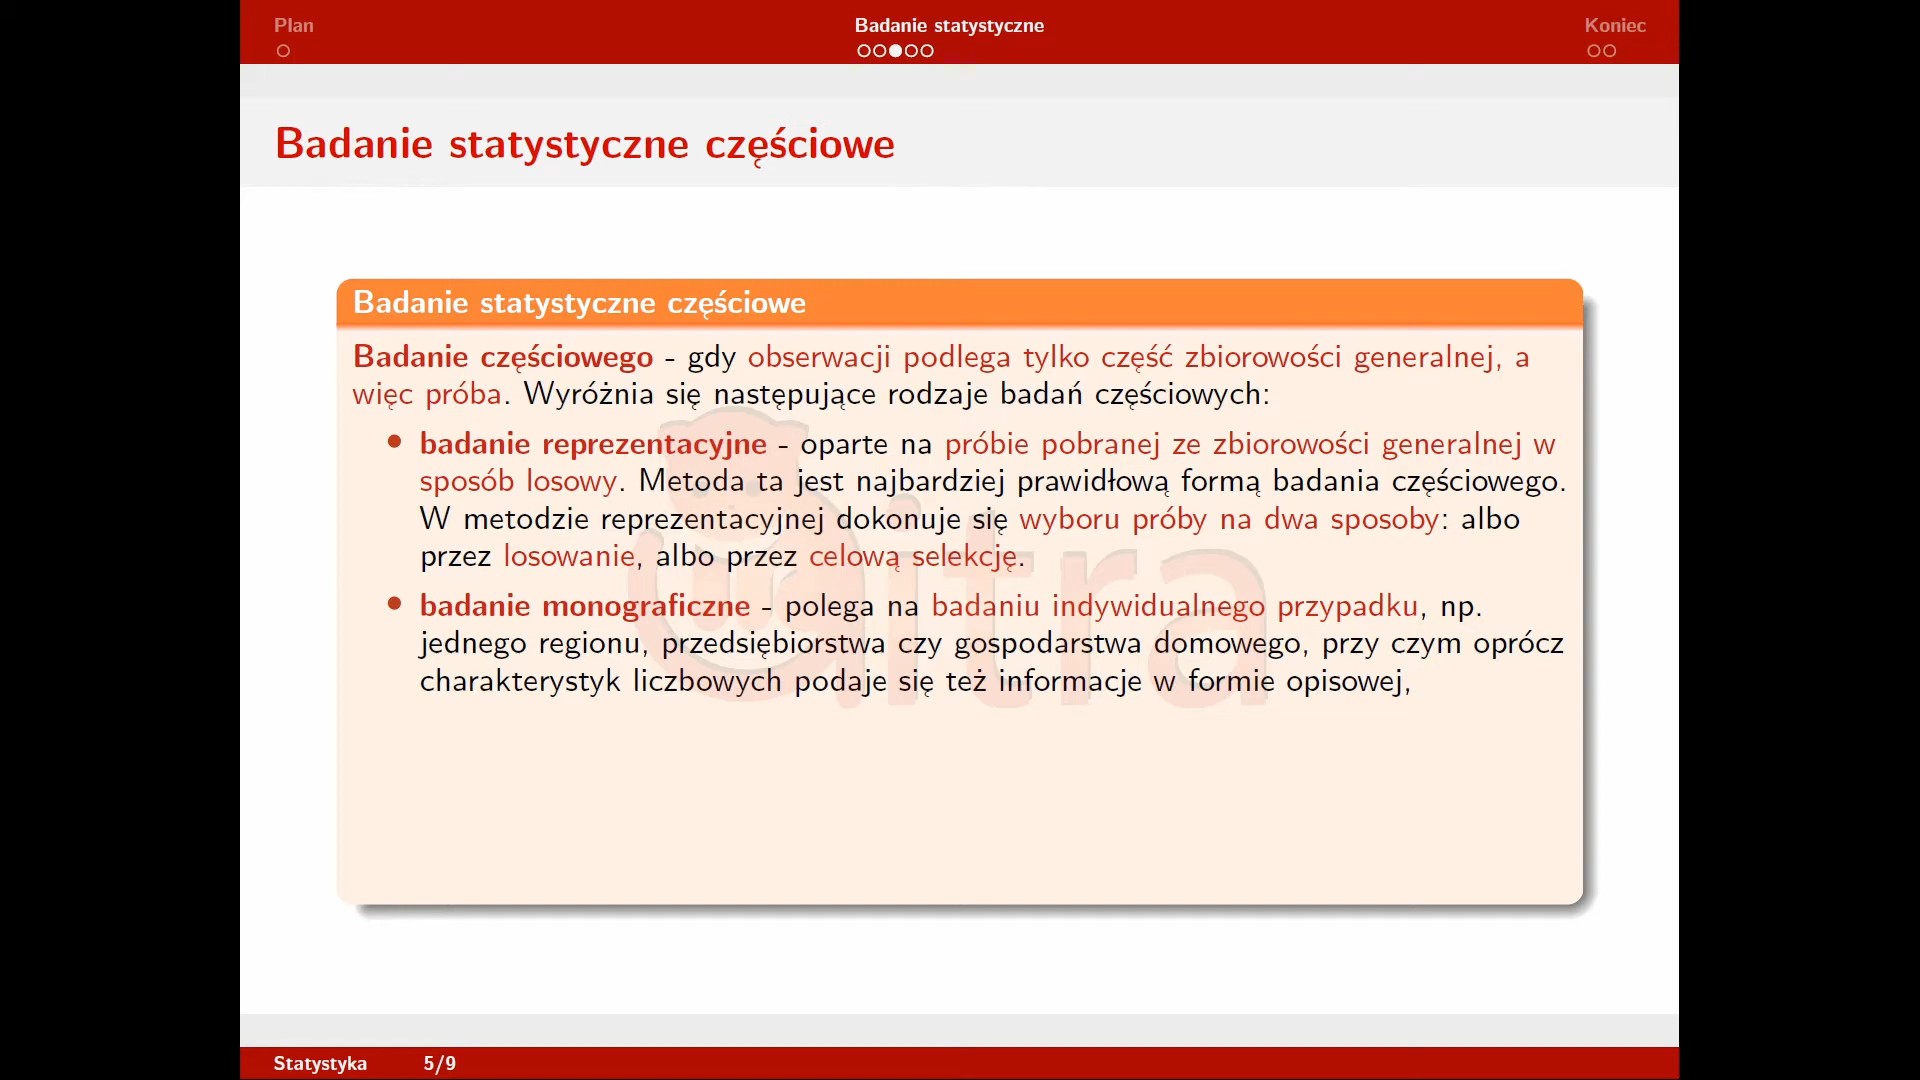 Plan
Badanie statystyczne
Koniec
Badanie statystyczne częściowe
Badanie statystyczne częściowe
Badanie częściowego - gdy obserwacji podlega tylko część zbiorowości generalnej, a
więc próba. Wyróżnia się następujące rodzaje badań częściowych:
• badanie reprezentacyjne - oparte na próbie pobranej ze zbiorowości generalnej w
sposób losowy. Metoda ta jest najbardziej prawidłową formą badania częściowego.
W metodzie reprezentacyjnej dokonuje się wyboru próby na dwa sposoby: albo
przez losowanie, albo przez celową selekcję.
• badanie monograficzne - polega na badaniu indywidualnego przypadku, np.
jednego regionu, przedsiębiorstwa czy gospodarstwa domowego, przy czym oprócz
charakterystyk liczbowych podaje się też informacje w formie opisowej,
Statystyka 5/9